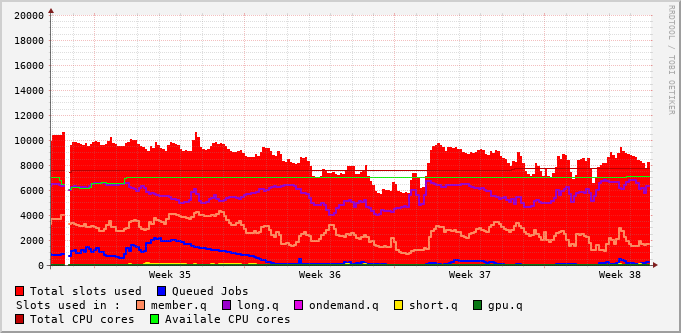 RRDTOOL / TOBI OETIKER
20000
18000
16000
14000
12000
10000
8000
6000
4000
2000
0
Week 35 Week 36 Week 37 Week 38
Total slots used Queued Jobs
Slots used in : member.q long.q ondemand.q short.q gpu.q
Total CPU cores Availale CPU cores